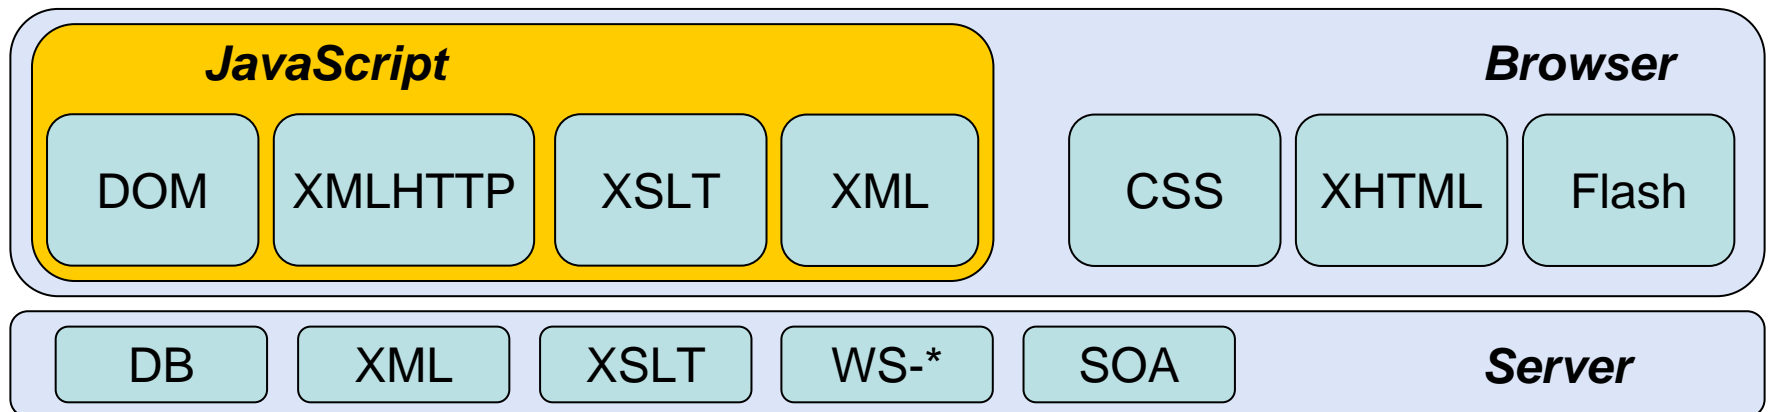 JavaScript Browser
DOM XMLHTTP XSLT XML CSS XHTML Flash
DB XML XSLT WS-* SOA Server